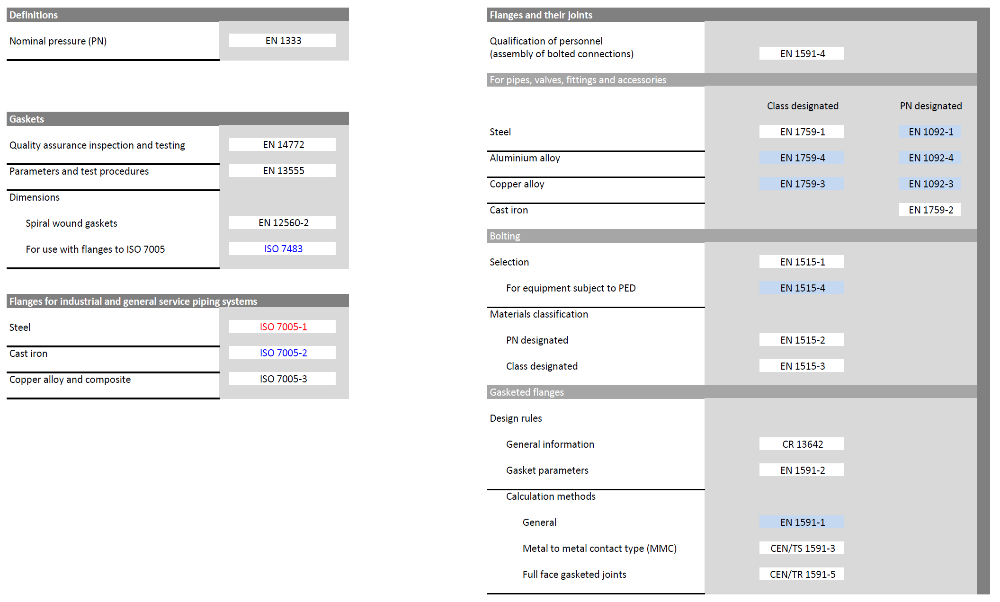 Definitions
Nominal pressure (PN) EN 1333
Gaskets
Quality assurance inspection and testing EN 14772
Parameters and test procedures EN 13555
Dimensions
Spiral wound gaskets EN 12560-2
For use with flanges to ISO 7005 ISO 7483
Flanges for industrial and general service piping systems
Steel ISO 7005-1
Cast iron ISO 7005-2
Copper alloy and composite ISO 7005-3
Flanges and their joints
Qualification of personnel
(assembly of bolted connections) EN 1591-4
For pipes, valves, fittings and accessories
Class designated PN designated
Steel EN 1759-1 EN 1092-1
Aluminium alloy EN 1759-4 EN 1092-4
Copper alloy EN 1759-3 EN 1092-3
Cast iron EN 1759-2
Bolting
Selection EN 1515-1
For equipment subject to PED EN 1515-4
Materials classification
PN designated EN 1515-2
Class designated EN 1515-3
Gasketed flanges
Design rules
General information CR 13642
Gasket parameters EN 1591-2
Calculation methods
General EN 1591-1
Metal to metal contact type (MMC) CEN/TS 1591-3
Full face gasketed joints CEN/TR 1591-5